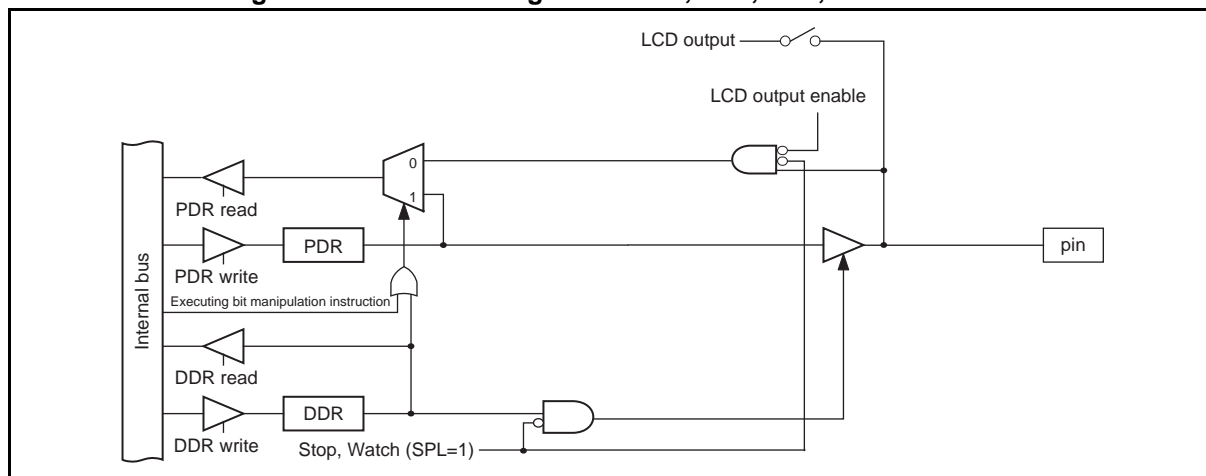 LCD output
LCD output enable
0
1
PDR read
PDR
pin
PDR write
Executing bit manipulation instruction
Internal bus
DDR read
DDR
DDR write
Stop, Watch (SPL=1)